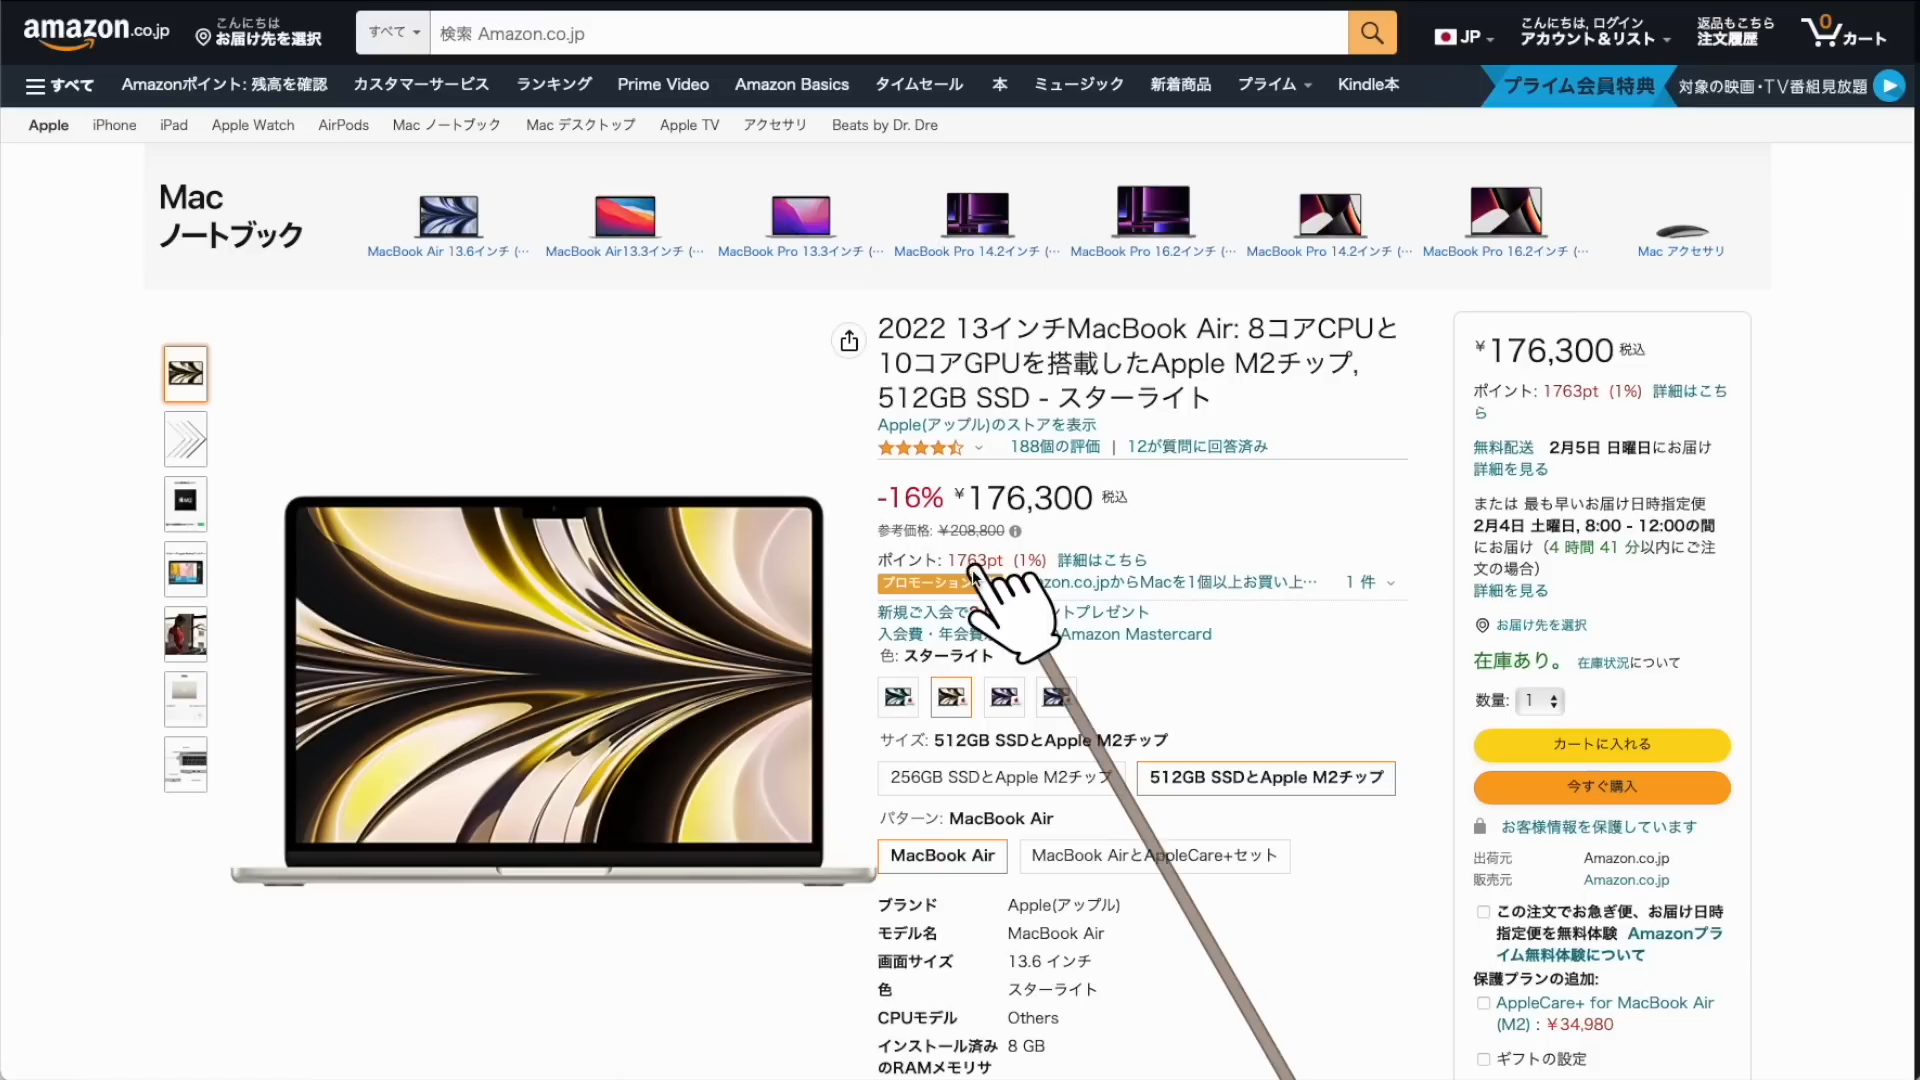 amazon.co.jp
こんにちは
お届け先を選択
すべて
検索 Amazon.co.jp
JP
こんにちは, ログイン
アカウント＆リスト
返品もこちら
注文履歴
0
カート
すべて
Amazonポイント: 残高を確認
カスタマーサービス
ランキング
Prime Video
Amazon Basics
タイムセール
本
ミュージック
新着商品
プライム
Kindle本
プライム会員特典
対象の映画・TV番組見放題
Apple
iPhone
iPad
Apple Watch
AirPods
Mac ノートブック
Mac デスクトップ
Apple TV
アクセサリ
Beats by Dr. Dre
Mac
ノートブック
MacBook Air 13.6インチ (…
MacBook Air13.3インチ (…
MacBook Pro 13.3インチ (…
MacBook Pro 14.2インチ (…
MacBook Pro 16.2インチ (…
MacBook Pro 14.2インチ (…
MacBook Pro 16.2インチ (…
Mac アクセサリ
2022 13インチMacBook Air: 8コアCPUと
10コアGPUを搭載したApple M2チップ,
512GB SSD - スターライト
Apple(アップル)のストアを表示
188個の評価 | 12が質問に回答済み
-16% ￥176,300 税込
参考価格: ￥208,800
ポイント: 1763pt (1%) 詳細はこちら
プロモーション
zon.co.jpからMacを1個以上お買い上…
1 件
新規ご入会で
ントプレゼント
入会費・年会費
Amazon Mastercard
色: スターライト
サイズ: 512GB SSDとApple M2チップ
256GB SSDとApple M2チップ
512GB SSDとApple M2チップ
パターン: MacBook Air
MacBook Air
MacBook AirとAppleCare+セット
ブランド Apple(アップル)
モデル名 MacBook Air
画面サイズ 13.6 インチ
色 スターライト
CPUモデル Others
インストール済み 8 GB
のRAMメモリサ
￥176,300 税込
ポイント: 1763pt (1%) 詳細はこち
ら
無料配送 2月5日 日曜日にお届け
詳細を見る
または 最も早いお届け日時指定便
2月4日 土曜日, 8:00 - 12:00の間
にお届け（4 時間 41 分以内にご注
文の場合）
詳細を見る
お届け先を選択
在庫あり。 在庫状況について
数量: 1
カートに入れる
今すぐ購入
お客様情報を保護しています
出荷元 Amazon.co.jp
販売元 Amazon.co.jp
この注文でお急ぎ便、お届け日時
指定便を無料体験 Amazonプラ
イム無料体験について
保護プランの追加:
AppleCare+ for MacBook Air
(M2) : ￥34,980
ギフトの設定